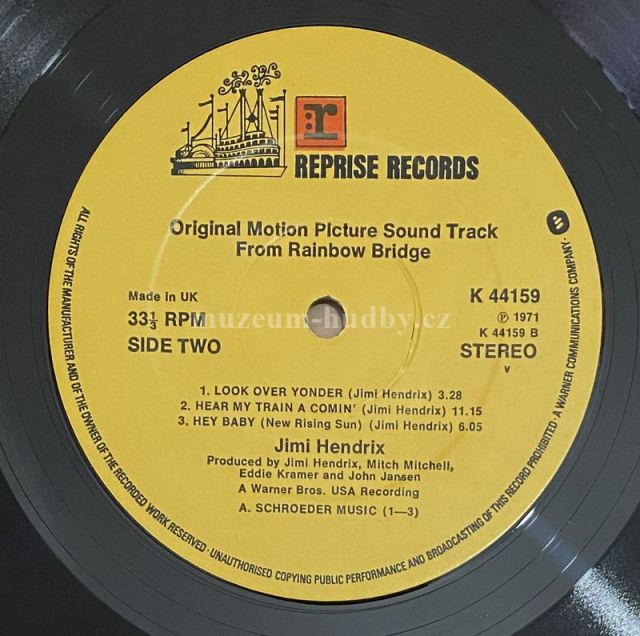 r:
REPRISE RECORDS
Original Motion Picture Sound Track
From Rainbow Bridge
Made in UK
33⅓ RPM
SIDE TWO
K 44159
℗ 1971
K 44159 B
STEREO
v
muzeum-hudby.cz
1. LOOK OVER YONDER (Jimi Hendrix) 3.28
2. HEAR MY TRAIN A COMIN' (Jimi Hendrix) 11.15
3. HEY BABY (New Rising Sun) (Jimi Hendrix) 6.05
Jimi Hendrix
Produced by Jimi Hendrix, Mitch Mitchell,
Eddie Kramer and John Jansen
A Warner Bros. USA Recording
A. SCHROEDER MUSIC (1—3)
ALL RIGHTS OF THE MANUFACTURER AND OF THE OWNER OF THE RECORDED WORK RESERVED · UNAUTHORISED COPYING PUBLIC PERFORMANCE AND BROADCASTING OF THIS RECORD PROHIBITED · A WARNER COMMUNICATIONS COMPANY ·